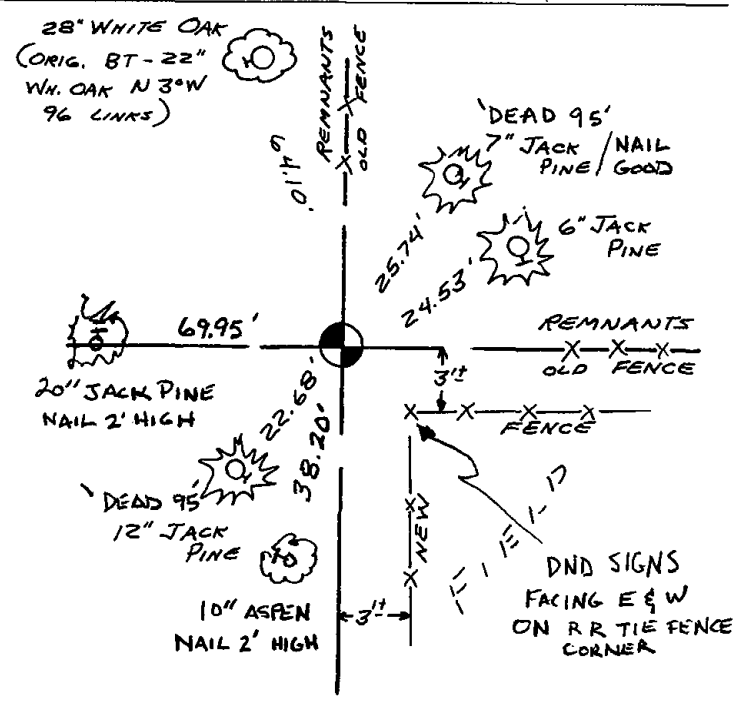 28" WHITE OAK
(ORIG. BT - 22"
WH. OAK N 3° W
96 LINKS)
64.10'
REMNANTS
OLD FENCE
'DEAD 95'
7" JACK PINE / NAIL GOOD
25.74'
6" JACK
PINE
24.53'
69.95'
20" JACK PINE
NAIL 2' HIGH
REMNANTS
OLD FENCE
3'±
FENCE
22.68'
38.20'
'DEAD 95'
12" JACK
PINE
10" ASPEN
NAIL 2' HIGH
3'±
NEW
FIELD
DND SIGNS
FACING E & W
ON RR TIE FENCE
CORNER